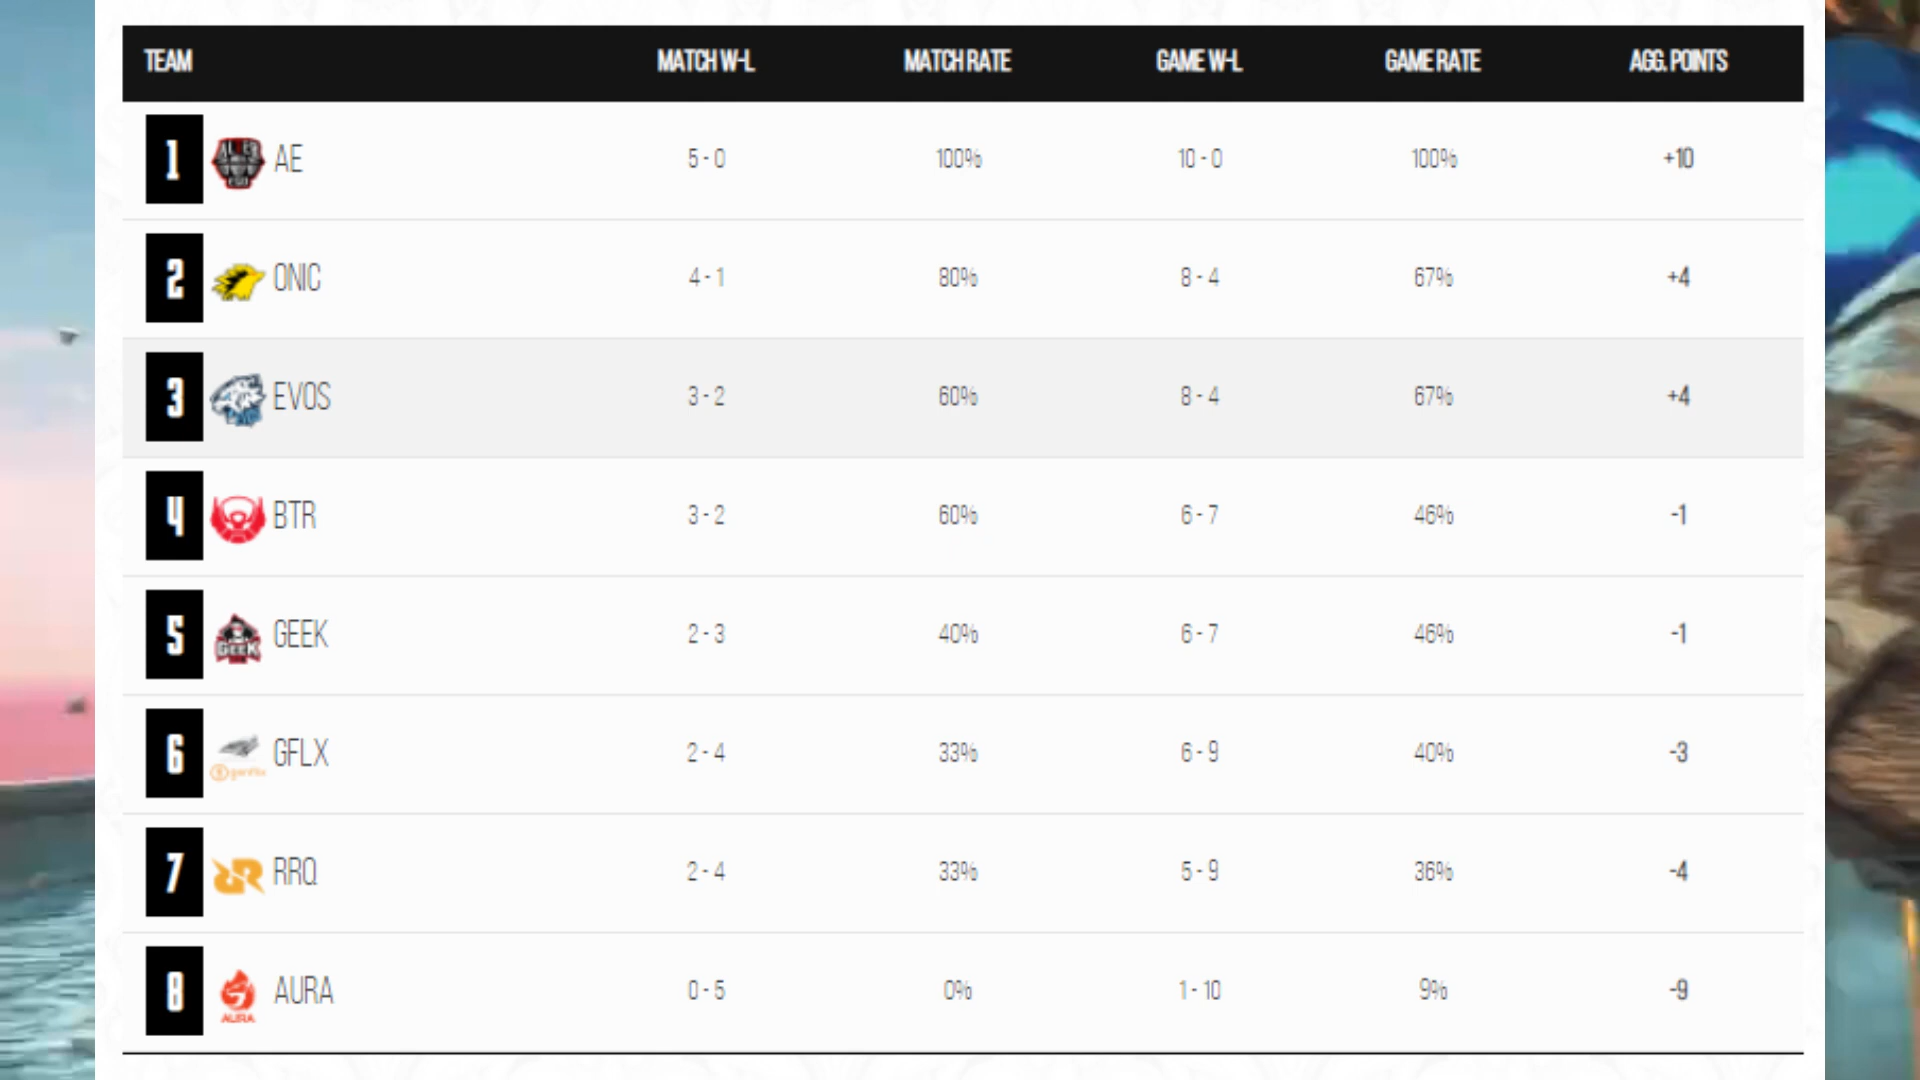 TEAM MATCH W-L MATCH RATE GAME W-L GAME RATE AGG. POINTS
1 AE 5 - 0 100% 10 - 0 100% +10
2 ONIC 4 - 1 80% 8 - 4 67% +4
3 EVOS 3 - 2 60% 8 - 4 67% +4
4 BTR 3 - 2 60% 6 - 7 46% -1
5 GEEK GEEK 2 - 3 40% 6 - 7 46% -1
6 GFLX 2 - 4 33% 6 - 9 40% -3
7 RRQ 2 - 4 33% 5 - 9 36% -4
8 AURA AURA 0 - 5 0% 1 - 10 9% -9